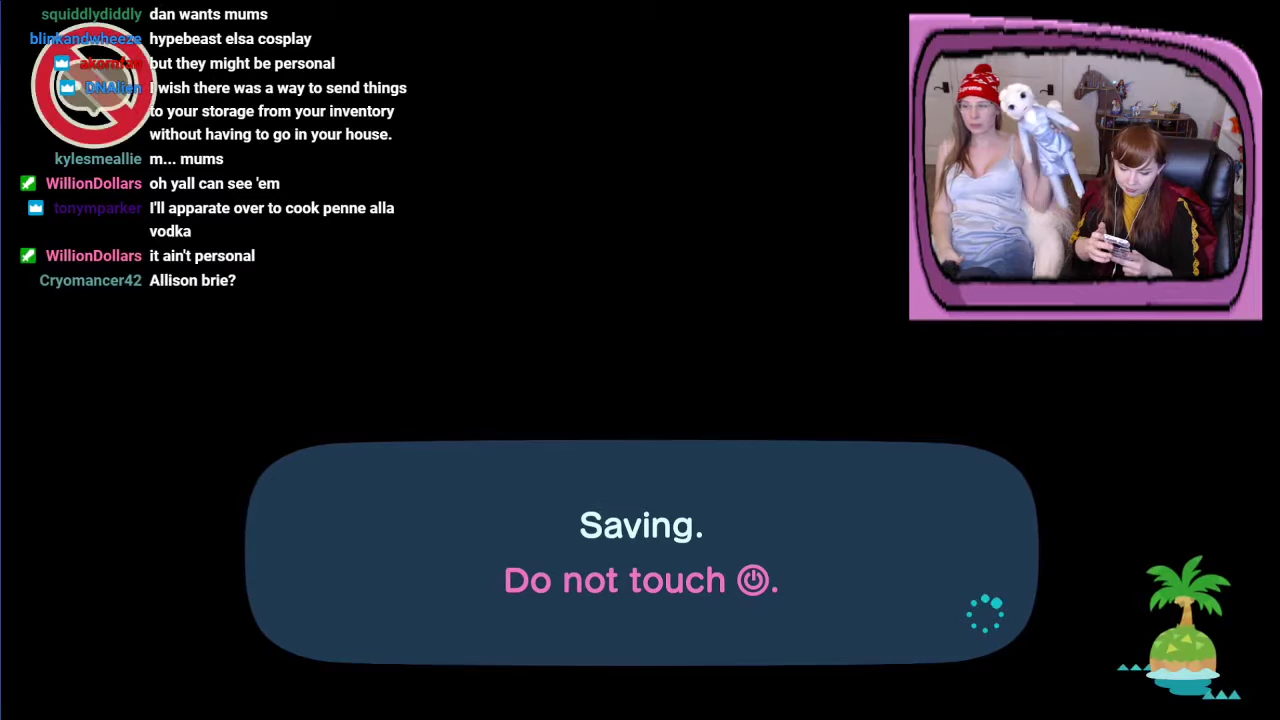 squiddlydiddly dan wants mums
blinkandwheeze hypebeast elsa cosplay
but they might be personal
DNAlien I wish there was a way to send things
to your storage from your inventory
without having to go in your house.
kylesmeallie m... mums
WillionDollars oh yall can see 'em
tonymparker I'll apparate over to cook penne alla
vodka
WillionDollars it ain't personal
Cryomancer42 Allison brie?
Saving.
Do not touch ⏻.